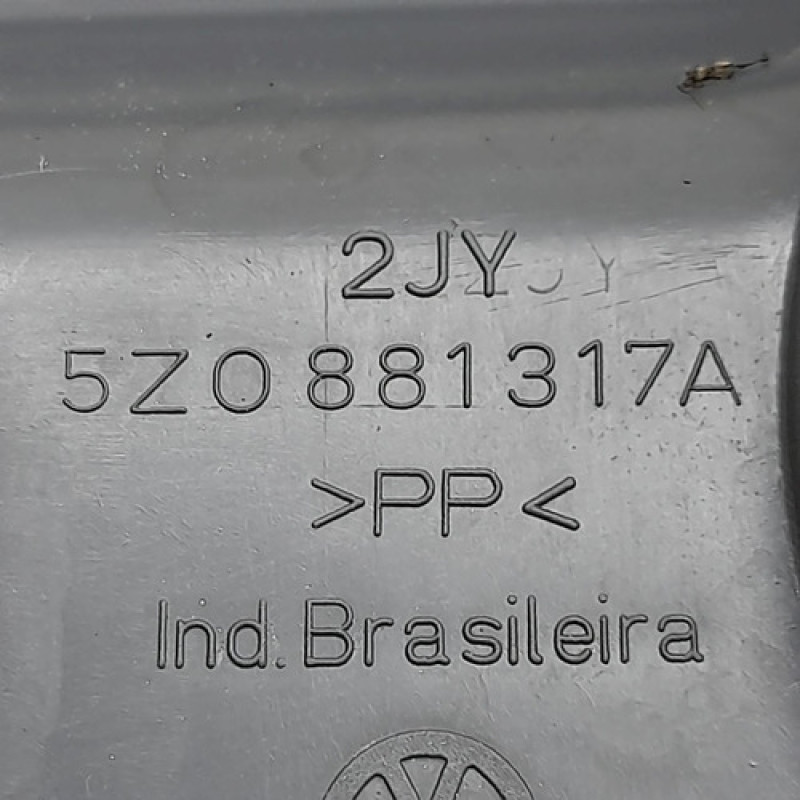 2JY
5Z0 881 317A
>PP<
Ind. Brasileira